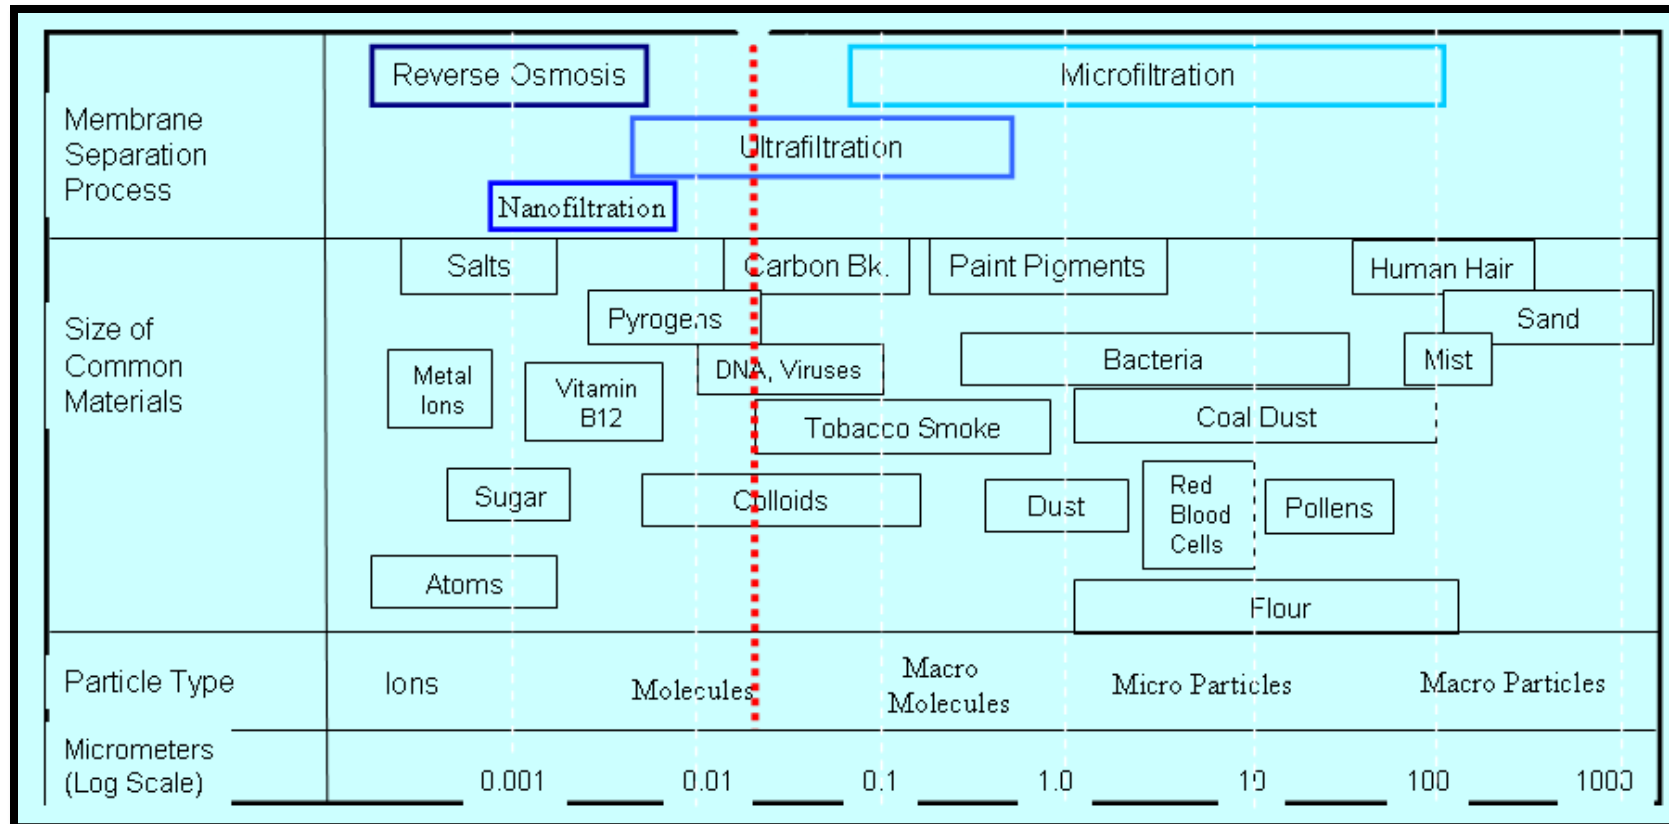 Reverse Osmosis
Microfiltration
Membrane
Separation
Process
Ultrafiltration
Nanofiltration
Salts
Carbon Bk.
Paint Pigments
Human Hair
Pyrogens
Sand
Size of
Common
Materials
Metal
Ions
Vitamin
B12
DNA, Viruses
Bacteria
Mist
Tobacco Smoke
Coal Dust
Sugar
Colloids
Dust
Red
Blood
Cells
Pollens
Atoms
Flour
Particle Type
Ions
Molecules
Macro
Molecules
Micro Particles
Macro Particles
Micrometers
(Log Scale)
0.001
0.01
0.1
1.0
10
100
1000